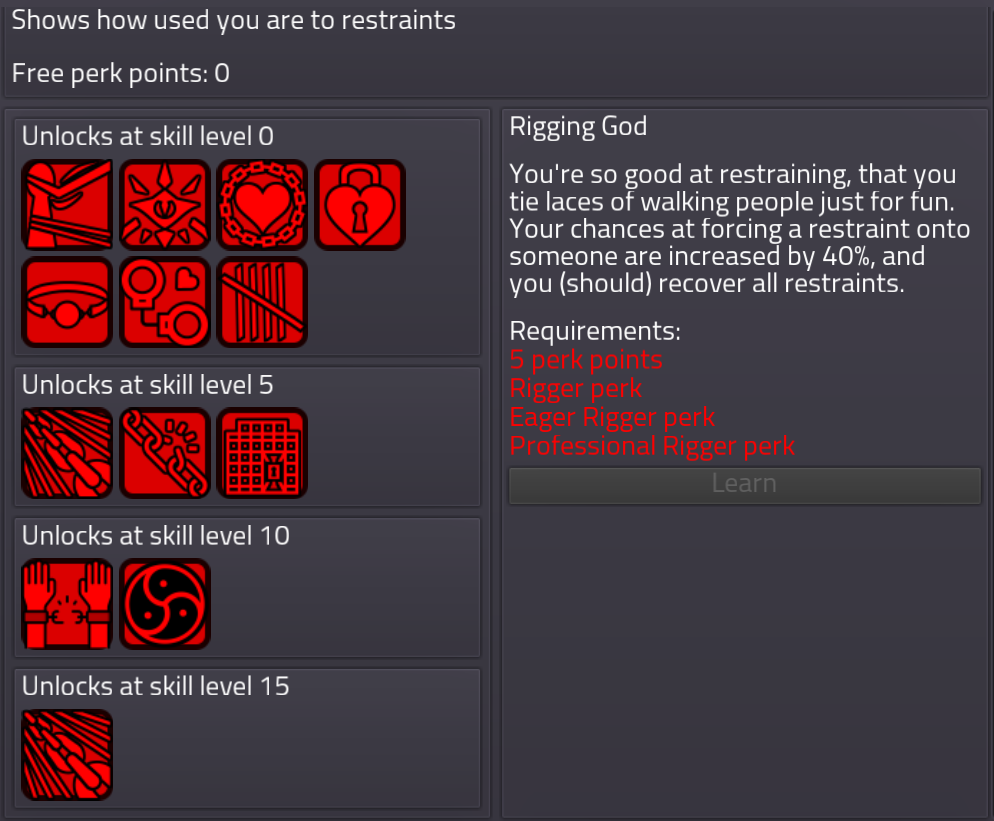 Shows how used you are to restraints
Free perk points: 0
Unlocks at skill level 0
Unlocks at skill level 5
Unlocks at skill level 10
Unlocks at skill level 15
Rigging God
You're so good at restraining, that you
tie laces of walking people just for fun.
Your chances at forcing a restraint onto
someone are increased by 40%, and
you (should) recover all restraints.
Requirements:
5 perk points
Rigger perk
Eager Rigger perk
Professional Rigger perk
Learn